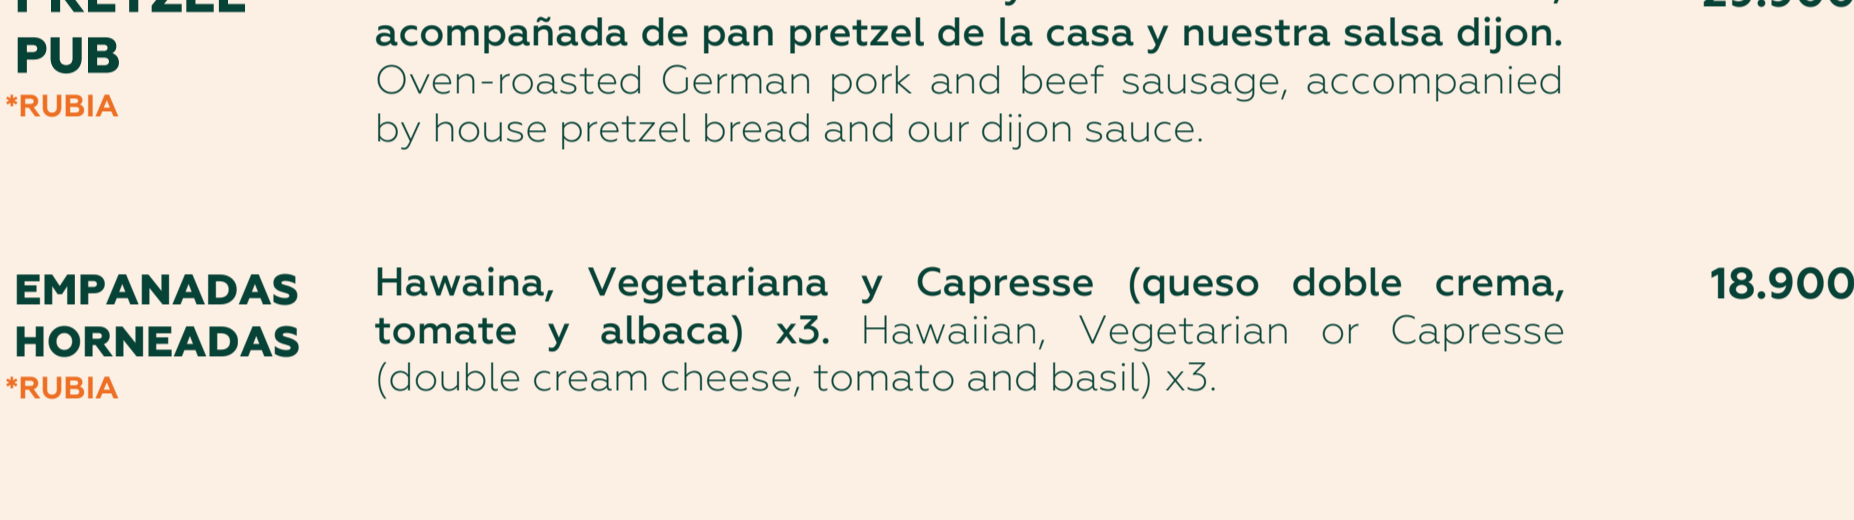 PRETZEL
PUB
*RUBIA
acompañada de pan pretzel de la casa y nuestra salsa dijon.
Oven-roasted German pork and beef sausage, accompanied
by house pretzel bread and our dijon sauce.
EMPANADAS
HORNEADAS
*RUBIA
Hawaina, Vegetariana y Capresse (queso doble crema,
tomate y albaca) x3. Hawaiian, Vegetarian or Capresse
(double cream cheese, tomato and basil) x3.
18.900